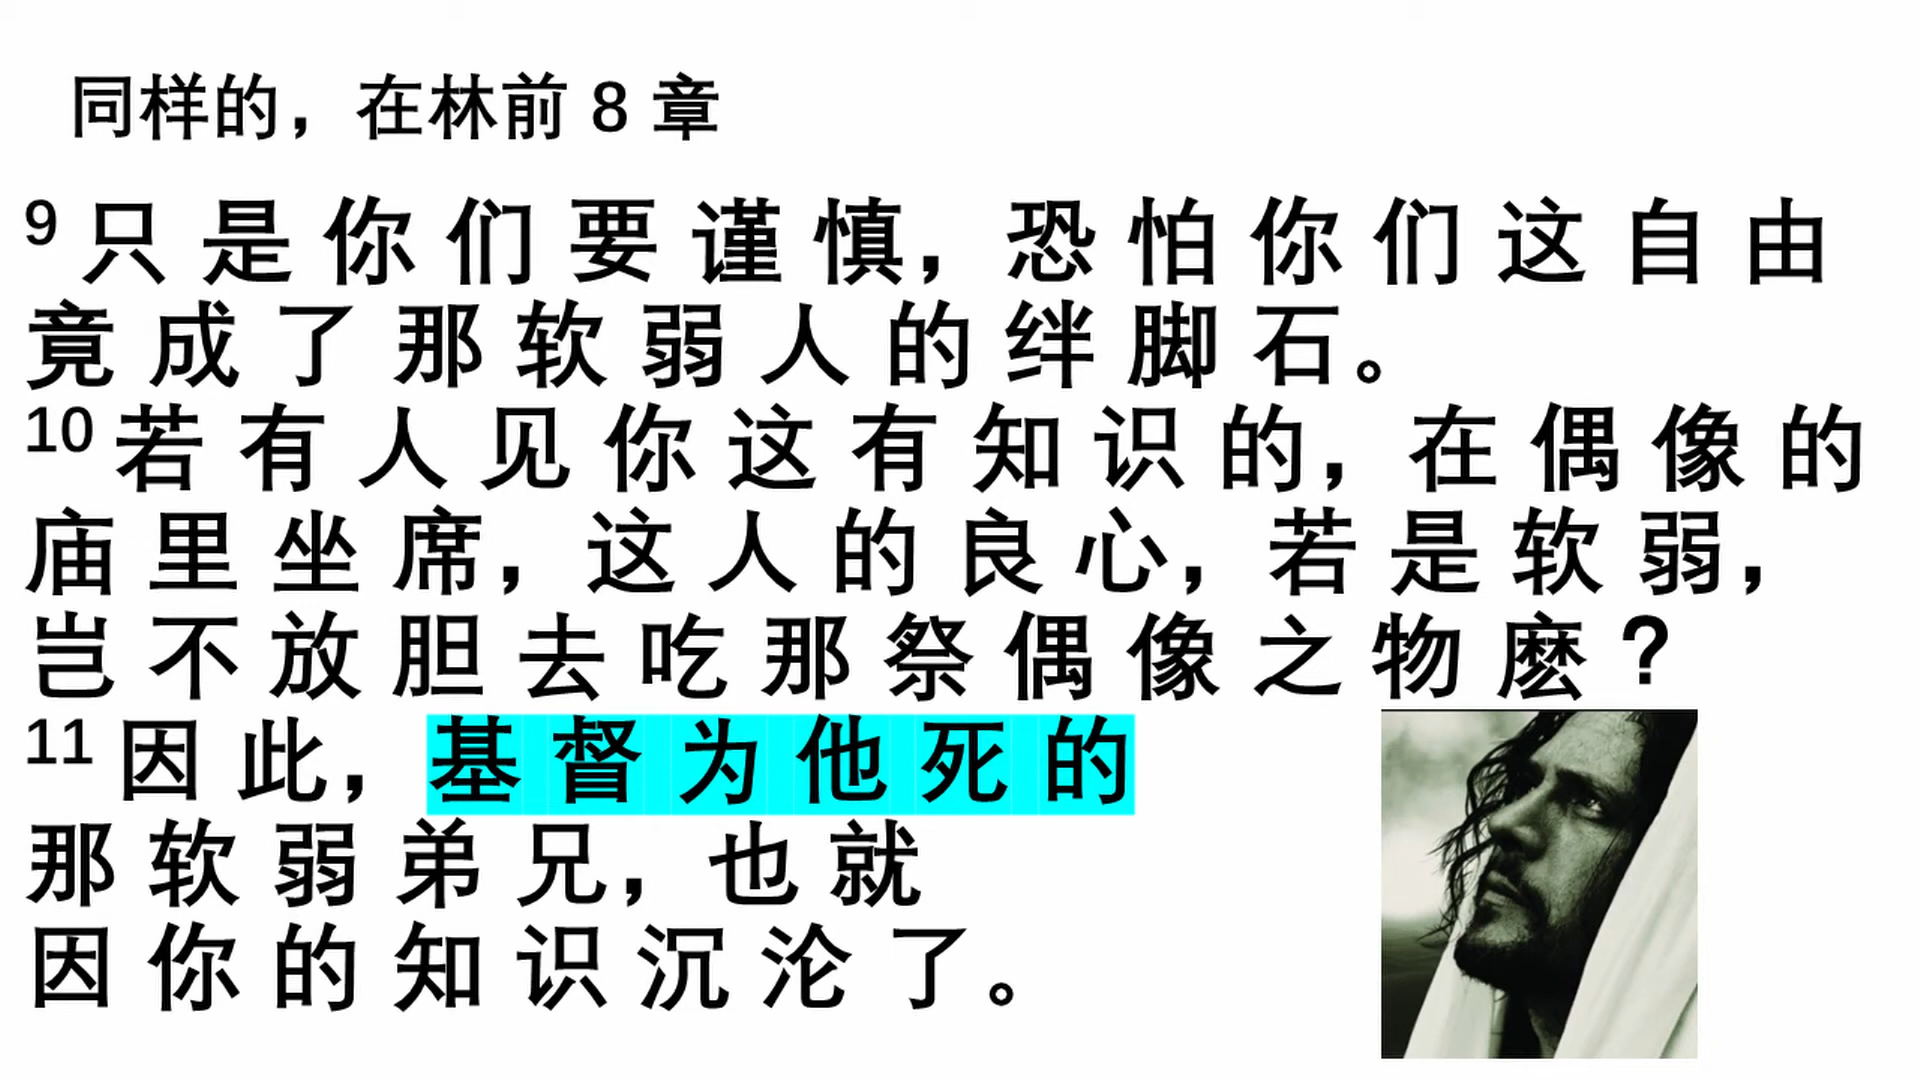 同样的，在林前 8 章
9 只是你们要谨慎，恐怕你们这自由
竟成了那软弱人的绊脚石。
10 若有人见你这有知识的，在偶像的
庙里坐席，这人的良心，若是软弱，
岂不放胆去吃那祭偶像之物麽？
11 因此，基督为他死的
那软弱弟兄，也就
因你的知识沉沦了。